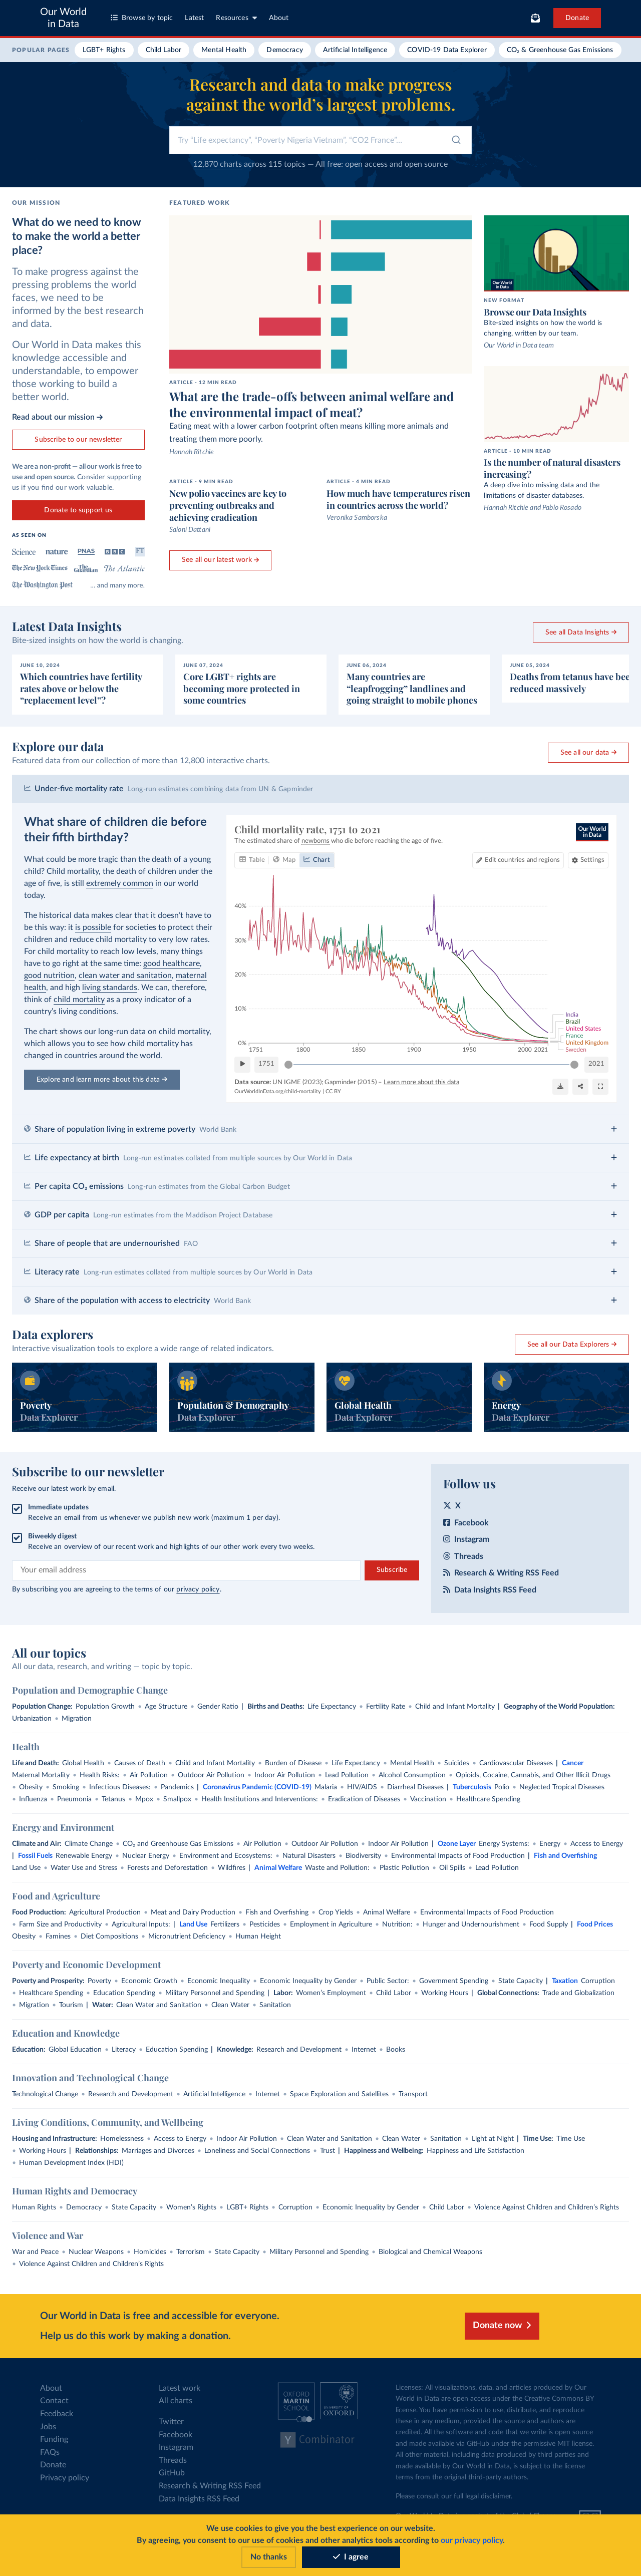 Our World
in Data
Browse by topic
Latest
Resources
About
Donate
POPULAR PAGES
LGBT+ Rights
Child Labor
Mental Health
Democracy
Artificial Intelligence
COVID-19 Data Explorer
CO₂ & Greenhouse Gas Emissions
Research and data to make progress
against the world's largest problems.
Try "Life expectancy", "Poverty Nigeria Vietnam", "CO2 France"...
12,870 charts across 115 topics — All free: open access and open source
OUR MISSION
What do we need to know
to make the world a better
place?
To make progress against the
pressing problems the world
faces, we need to be
informed by the best research
and data.
Our World in Data makes this
knowledge accessible and
understandable, to empower
those working to build a
better world.
Read about our mission →
Subscribe to our newsletter
We are a non-profit — all our work is free to
use and open source. Consider supporting
us if you find our work valuable.
Donate to support us
AS SEEN ON
Science
nature
PNAS
BBC
FT
The New York Times
The Guardian
The Atlantic
The Washington Post
... and many more.
FEATURED WORK
ARTICLE - 12 MIN READ
What are the trade-offs between animal welfare and
the environmental impact of meat?
Eating meat with a lower carbon footprint often means killing more animals and
treating them more poorly.
Hannah Ritchie
ARTICLE - 9 MIN READ
New polio vaccines are key to
preventing outbreaks and
achieving eradication
Saloni Dattani
ARTICLE - 4 MIN READ
How much have temperatures risen
in countries across the world?
Veronika Samborska
See all our latest work →
Our World
in Data
NEW FORMAT
Browse our Data Insights
Bite-sized insights on how the world is
changing, written by our team.
Our World in Data team
ARTICLE - 10 MIN READ
Is the number of natural disasters
increasing?
A deep dive into missing data and the
limitations of disaster databases.
Hannah Ritchie and Pablo Rosado
Latest Data Insights
Bite-sized insights on how the world is changing.
See all Data Insights →
JUNE 10, 2024
Which countries have fertility
rates above or below the
"replacement level"?
JUNE 07, 2024
Core LGBT+ rights are
becoming more protected in
some countries
JUNE 06, 2024
Many countries are
"leapfrogging" landlines and
going straight to mobile phones
JUNE 05, 2024
Deaths from tetanus have bee
reduced massively
Explore our data
Featured data from our collection of more than 12,800 interactive charts.
See all our data →
Under-five mortality rate Long-run estimates combining data from UN & Gapminder
What share of children die before
their fifth birthday?
What could be more tragic than the death of a young
child? Child mortality, the death of children under the
age of five, is still extremely common in our world
today.
The historical data makes clear that it doesn't have to
be this way: it is possible for societies to protect their
children and reduce child mortality to very low rates.
For child mortality to reach low levels, many things
have to go right at the same time: good healthcare,
good nutrition, clean water and sanitation, maternal
health, and high living standards. We can, therefore,
think of child mortality as a proxy indicator of a
country's living conditions.
The chart shows our long-run data on child mortality,
which allows you to see how child mortality has
changed in countries around the world.
Explore and learn more about this data →
Child mortality rate, 1751 to 2021
The estimated share of newborns who die before reaching the age of five.
Our World
in Data
Table
Map
Chart
Edit countries and regions
Settings
40%
30%
20%
10%
0%
1751
1800
1850
1900
1950
2000 2021
India
Brazil
United States
France
United Kingdom
Sweden
1751
2021
Data source: UN IGME (2023); Gapminder (2015) – Learn more about this data
OurWorldInData.org/child-mortality | CC BY
Share of population living in extreme poverty World Bank
Life expectancy at birth Long-run estimates collated from multiple sources by Our World in Data
Per capita CO₂ emissions Long-run estimates from the Global Carbon Budget
GDP per capita Long-run estimates from the Maddison Project Database
Share of people that are undernourished FAO
Literacy rate Long-run estimates collated from multiple sources by Our World in Data
Share of the population with access to electricity World Bank
Data explorers
Interactive visualization tools to explore a wide range of related indicators.
See all our Data Explorers →
Poverty
Data Explorer
Population & Demography
Data Explorer
Global Health
Data Explorer
Energy
Data Explorer
Subscribe to our newsletter
Receive our latest work by email.
Immediate updates
Receive an email from us whenever we publish new work (maximum 1 per day).
Biweekly digest
Receive an overview of our recent work and highlights of our other work every two weeks.
Your email address
Subscribe
By subscribing you are agreeing to the terms of our privacy policy.
Follow us
X
Facebook
Instagram
Threads
Research & Writing RSS Feed
Data Insights RSS Feed
All our topics
All our data, research, and writing — topic by topic.
Population and Demographic Change
Population Change: Population Growth • Age Structure • Gender Ratio | Births and Deaths: Life Expectancy • Fertility Rate • Child and Infant Mortality | Geography of the World Population:
Urbanization • Migration
Health
Life and Death: Global Health • Causes of Death • Child and Infant Mortality • Burden of Disease • Life Expectancy • Mental Health • Suicides • Cardiovascular Diseases | Cancer
Maternal Mortality • Health Risks: • Air Pollution • Outdoor Air Pollution • Indoor Air Pollution • Lead Pollution • Alcohol Consumption • Opioids, Cocaine, Cannabis, and Other Illicit Drugs
• Obesity • Smoking • Infectious Diseases: • Pandemics | Coronavirus Pandemic (COVID-19) Malaria • HIV/AIDS • Diarrheal Diseases | Tuberculosis Polio • Neglected Tropical Diseases
• Influenza • Pneumonia • Tetanus • Mpox • Smallpox • Health Institutions and Interventions: • Eradication of Diseases • Vaccination • Healthcare Spending
Energy and Environment
Climate and Air: Climate Change • CO₂ and Greenhouse Gas Emissions • Air Pollution • Outdoor Air Pollution • Indoor Air Pollution | Ozone Layer Energy Systems: • Energy • Access to Energy
| Fossil Fuels Renewable Energy • Nuclear Energy • Environment and Ecosystems: • Natural Disasters • Biodiversity • Environmental Impacts of Food Production | Fish and Overfishing
Land Use • Water Use and Stress • Forests and Deforestation • Wildfires | Animal Welfare Waste and Pollution: • Plastic Pollution • Oil Spills • Lead Pollution
Food and Agriculture
Food Production: Agricultural Production • Meat and Dairy Production • Fish and Overfishing • Crop Yields • Animal Welfare • Environmental Impacts of Food Production
• Farm Size and Productivity • Agricultural Inputs: | Land Use Fertilizers • Pesticides • Employment in Agriculture • Nutrition: • Hunger and Undernourishment • Food Supply | Food Prices
Obesity • Famines • Diet Compositions • Micronutrient Deficiency • Human Height
Poverty and Economic Development
Poverty and Prosperity: Poverty • Economic Growth • Economic Inequality • Economic Inequality by Gender • Public Sector: • Government Spending • State Capacity | Taxation Corruption
• Healthcare Spending • Education Spending • Military Personnel and Spending | Labor: Women's Employment • Child Labor • Working Hours | Global Connections: Trade and Globalization
• Migration • Tourism | Water: Clean Water and Sanitation • Clean Water • Sanitation
Education and Knowledge
Education: Global Education • Literacy • Education Spending | Knowledge: Research and Development • Internet • Books
Innovation and Technological Change
Technological Change • Research and Development • Artificial Intelligence • Internet • Space Exploration and Satellites • Transport
Living Conditions, Community, and Wellbeing
Housing and Infrastructure: Homelessness • Access to Energy • Indoor Air Pollution • Clean Water and Sanitation • Clean Water • Sanitation • Light at Night | Time Use: Time Use
• Working Hours | Relationships: Marriages and Divorces • Loneliness and Social Connections • Trust | Happiness and Wellbeing: Happiness and Life Satisfaction
• Human Development Index (HDI)
Human Rights and Democracy
Human Rights • Democracy • State Capacity • Women's Rights • LGBT+ Rights • Corruption • Economic Inequality by Gender • Child Labor • Violence Against Children and Children's Rights
Violence and War
War and Peace • Nuclear Weapons • Homicides • Terrorism • State Capacity • Military Personnel and Spending • Biological and Chemical Weapons
• Violence Against Children and Children's Rights
Our World in Data is free and accessible for everyone.
Help us do this work by making a donation.
Donate now
About
Contact
Feedback
Jobs
Funding
FAQs
Donate
Privacy policy
Latest work
All charts
Twitter
Facebook
Instagram
Threads
GitHub
Research & Writing RSS Feed
Data Insights RSS Feed
OXFORD
MARTIN
SCHOOL
UNIVERSITY OF
OXFORD
Y Combinator
Licenses: All visualizations, data, and articles produced by Our
World in Data are open access under the Creative Commons BY
license. You have permission to use, distribute, and reproduce
these in any medium, provided the source and authors are
credited. All the software and code that we write is open source
and made available via GitHub under the permissive MIT license.
All other material, including data produced by third parties and
made available by Our World in Data, is subject to the license
terms from the original third-party authors.
Please consult our full legal disclaimer.
We use cookies to give you the best experience on our website.
By agreeing, you consent to our use of cookies and other analytics tools according to our privacy policy.
No thanks
I agree